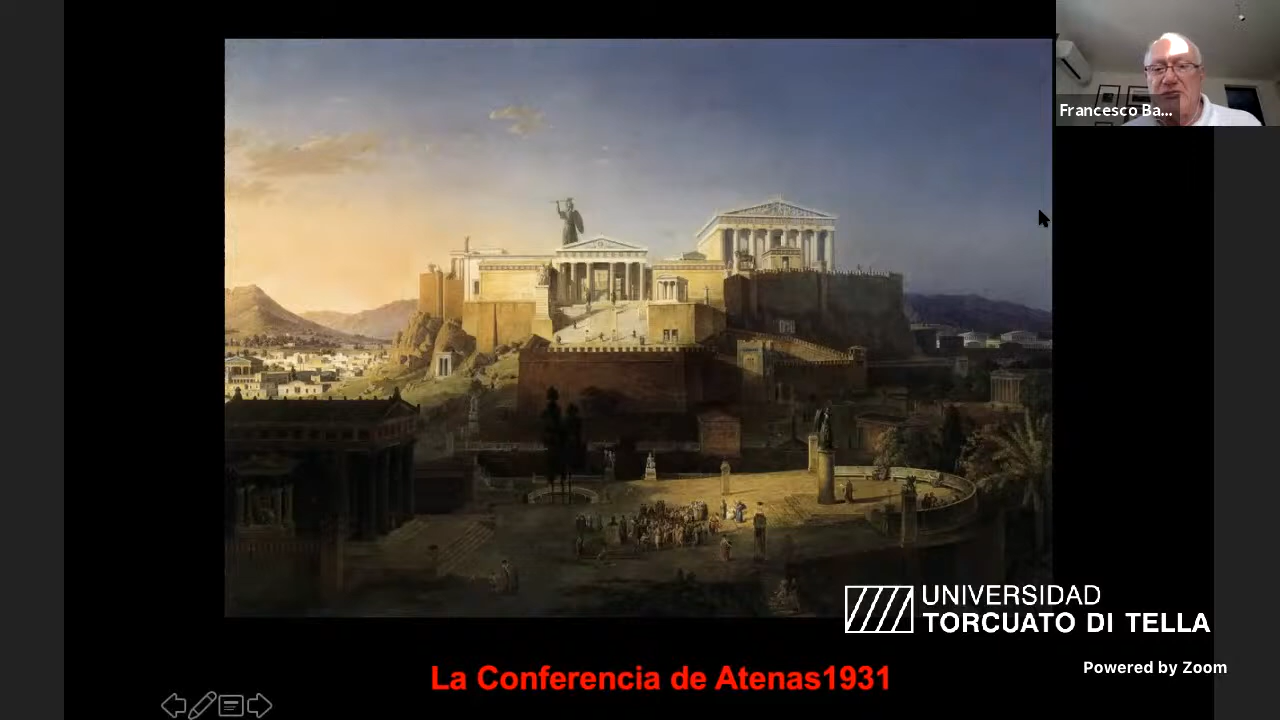 Francesco Ba...
UNIVERSIDAD
TORCUATO DI TELLA
Powered by Zoom
La Conferencia de Atenas1931